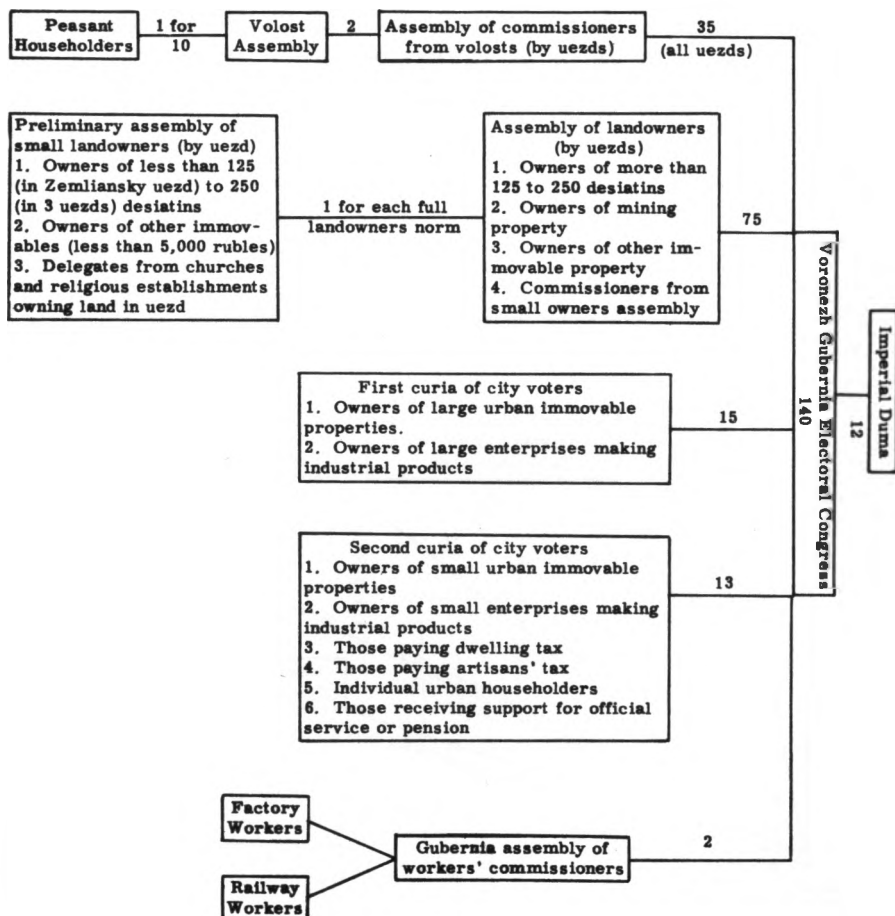 Peasant
Householders
1 for
10
Volost
Assembly
2
Assembly of commissioners
from volosts (by uezds)
35
(all uezds)
Preliminary assembly of
small landowners (by uezd)
1. Owners of less than 125
(in Zemliansky uezd) to 250
(in 3 uezds) desiatins
2. Owners of other immov-
ables (less than 5,000 rubles)
3. Delegates from churches
and religious establishments
owning land in uezd
1 for each full
landowners norm
Assembly of landowners
(by uezds)
1. Owners of more than
125 to 250 desiatins
2. Owners of mining
property
3. Owners of other im-
movable property
4. Commissioners from
small owners assembly
75
First curia of city voters
1. Owners of large urban immovable
properties.
2. Owners of large enterprises making
industrial products
15
Second curia of city voters
1. Owners of small urban immovable
properties
2. Owners of small enterprises making
industrial products
3. Those paying dwelling tax
4. Those paying artisans' tax
5. Individual urban householders
6. Those receiving support for official
service or pension
13
Factory
Workers
Railway
Workers
Gubernia assembly of
workers' commissioners
2
Voronezh Gubernia Electoral Congress
140
12
Imperial Duma